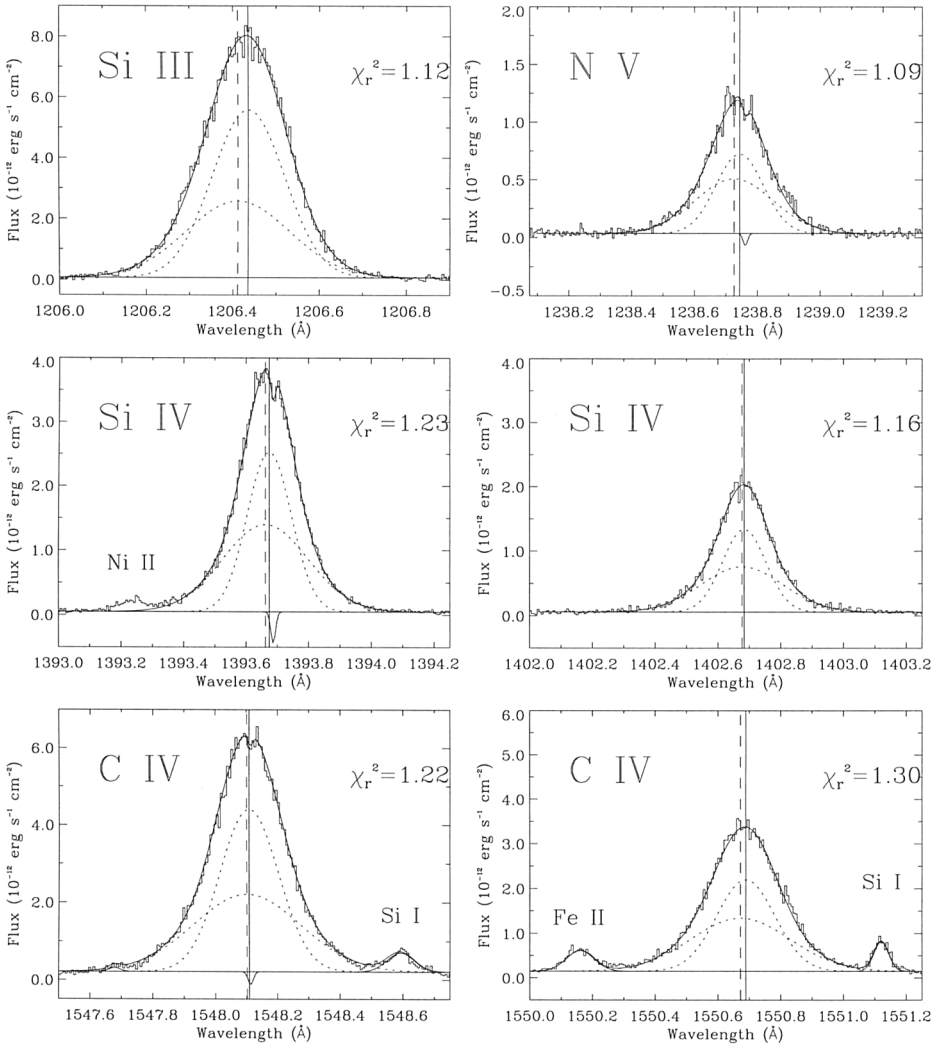 Si III
χr²=1.12
8.0
6.0
4.0
2.0
0.0
Flux (10⁻¹² erg s⁻¹ cm⁻²)
1206.0 1206.2 1206.4 1206.6 1206.8
Wavelength (Å)
N V
χr²=1.09
2.0
1.5
1.0
0.5
0.0
−0.5
Flux (10⁻¹² erg s⁻¹ cm⁻²)
1238.2 1238.4 1238.6 1238.8 1239.0 1239.2
Wavelength (Å)
Si IV
χr²=1.23
Ni II
4.0
3.0
2.0
1.0
0.0
Flux (10⁻¹² erg s⁻¹ cm⁻²)
1393.0 1393.2 1393.4 1393.6 1393.8 1394.0 1394.2
Wavelength (Å)
Si IV
χr²=1.16
4.0
3.0
2.0
1.0
0.0
Flux (10⁻¹² erg s⁻¹ cm⁻²)
1402.0 1402.2 1402.4 1402.6 1402.8 1403.0 1403.2
Wavelength (Å)
C IV
χr²=1.22
Si I
6.0
4.0
2.0
0.0
Flux (10⁻¹² erg s⁻¹ cm⁻²)
1547.6 1547.8 1548.0 1548.2 1548.4 1548.6
Wavelength (Å)
C IV
χr²=1.30
Si I
Fe II
6.0
5.0
4.0
3.0
2.0
1.0
0.0
Flux (10⁻¹² erg s⁻¹ cm⁻²)
1550.0 1550.2 1550.4 1550.6 1550.8 1551.0 1551.2
Wavelength (Å)